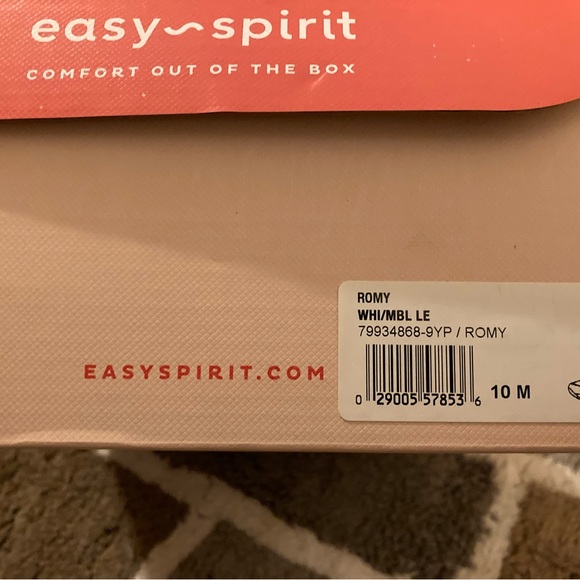 easy~spirit
COMFORT OUT OF THE BOX
EASYSPIRIT.COM
ROMY
WHI/MBL LE
79934868-9YP / ROMY
0 29005 57853 6
10 M